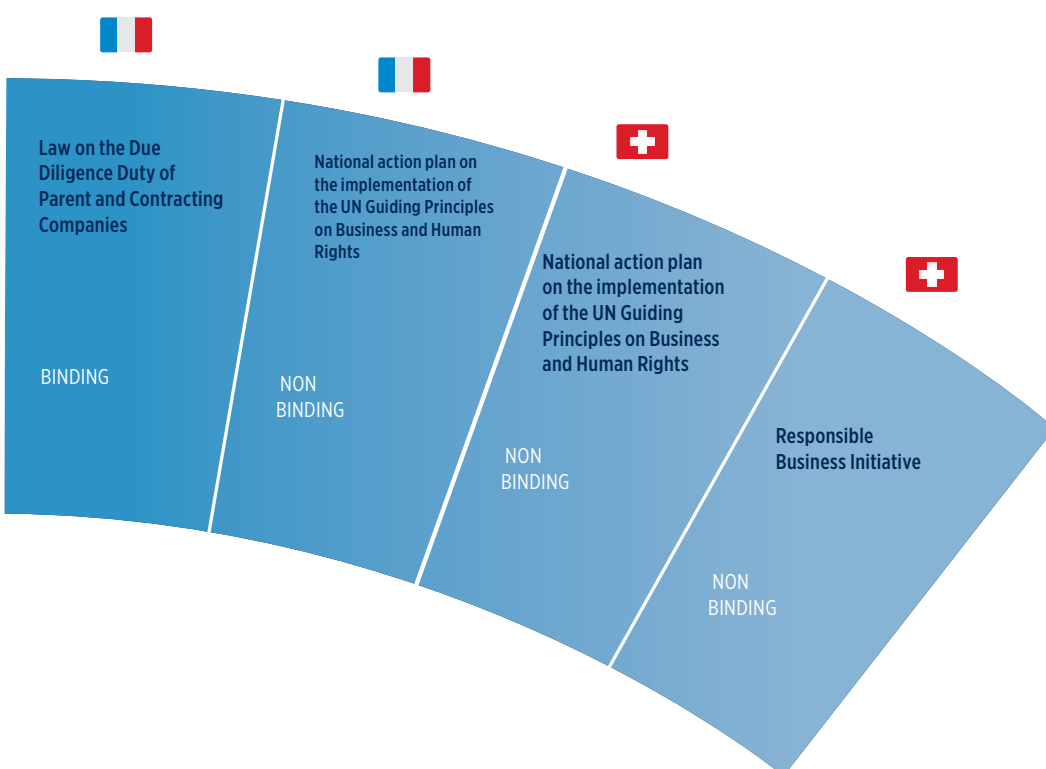 Law on the Due
Diligence Duty of
Parent and Contracting
Companies
BINDING
National action plan on
the implementation of
the UN Guiding Principles
on Business and Human
Rights
NON
BINDING
National action plan
on the implementation
of the UN Guiding
Principles on Business
and Human Rights
NON
BINDING
Responsible
Business Initiative
NON
BINDING